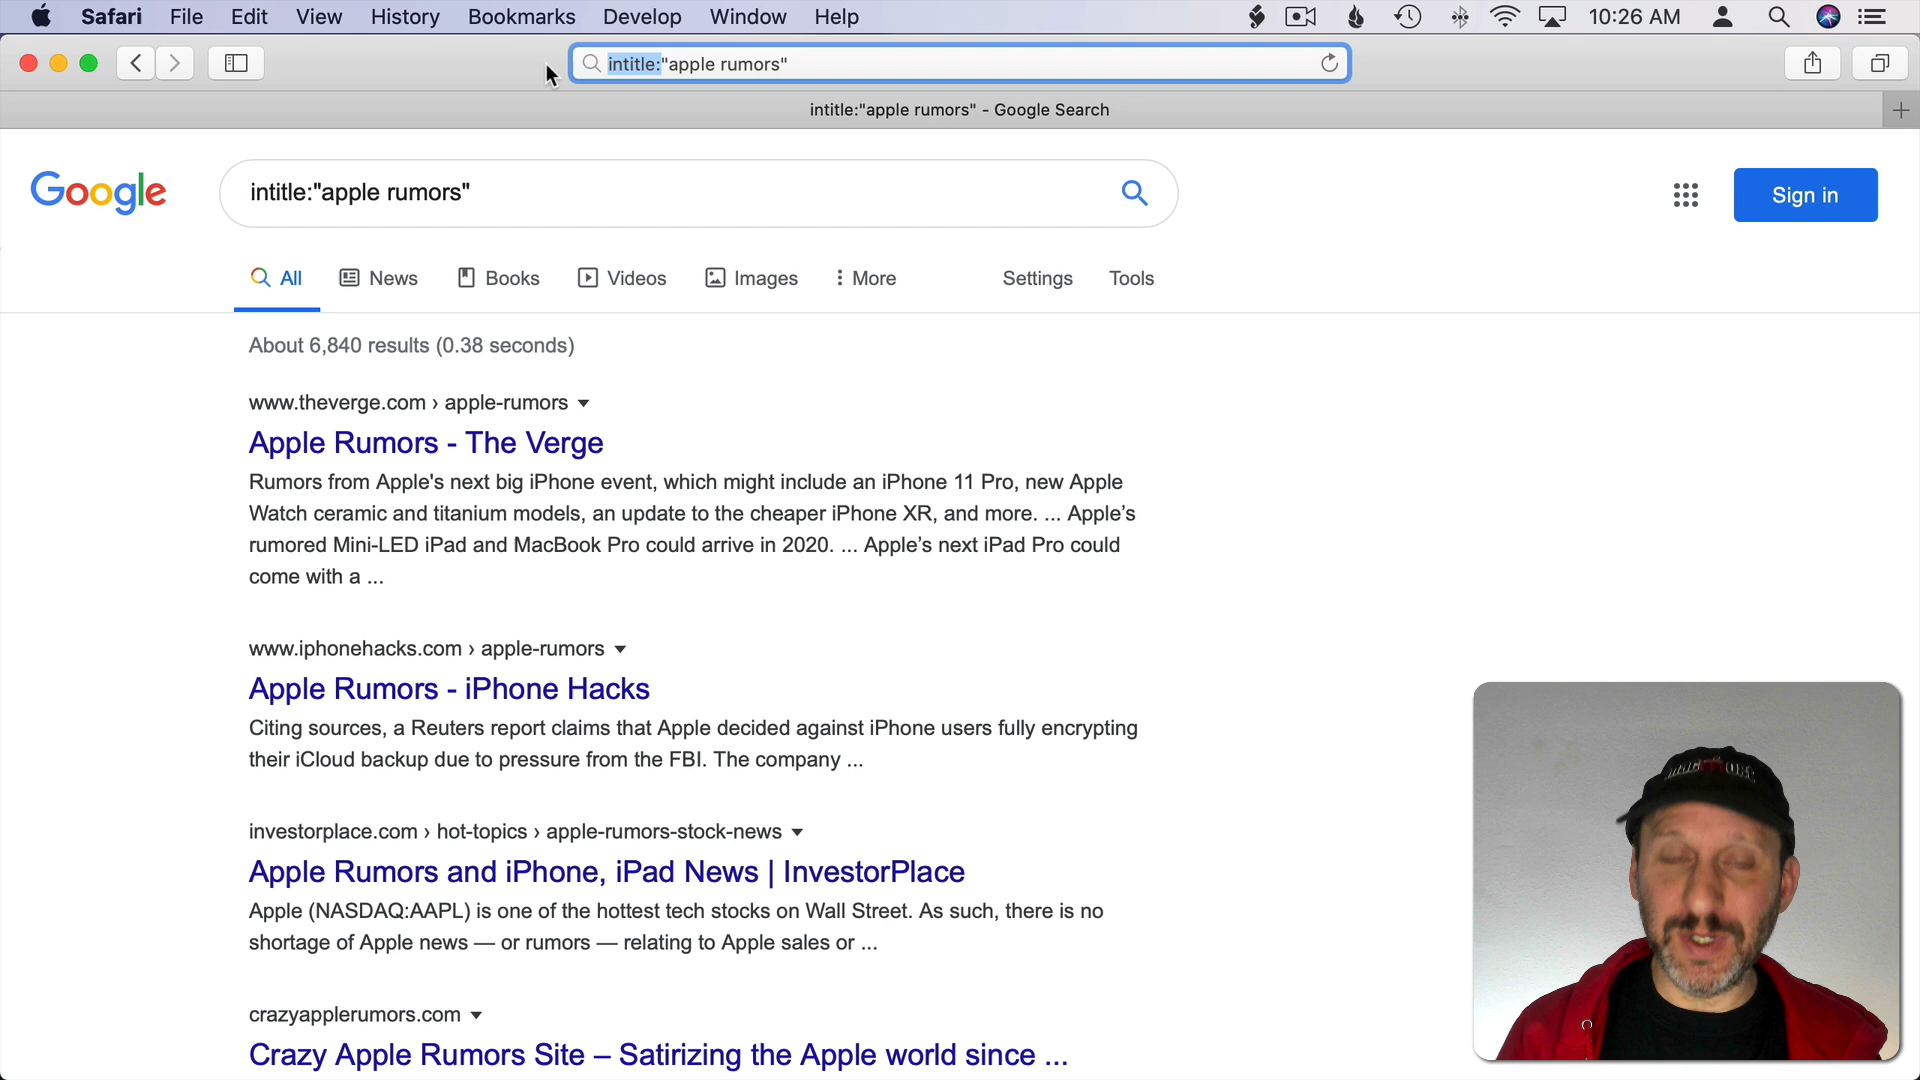 Safari File Edit View History Bookmarks Develop Window Help 10:26 AM
intitle:"apple rumors"
intitle:"apple rumors" - Google Search
Google intitle:"apple rumors" Sign in
All News Books Videos Images More Settings Tools
About 6,840 results (0.38 seconds)
www.theverge.com › apple-rumors
Apple Rumors - The Verge
Rumors from Apple's next big iPhone event, which might include an iPhone 11 Pro, new Apple
Watch ceramic and titanium models, an update to the cheaper iPhone XR, and more. ... Apple's
rumored Mini-LED iPad and MacBook Pro could arrive in 2020. ... Apple's next iPad Pro could
come with a ...
www.iphonehacks.com › apple-rumors
Apple Rumors - iPhone Hacks
Citing sources, a Reuters report claims that Apple decided against iPhone users fully encrypting
their iCloud backup due to pressure from the FBI. The company ...
investorplace.com › hot-topics › apple-rumors-stock-news
Apple Rumors and iPhone, iPad News | InvestorPlace
Apple (NASDAQ:AAPL) is one of the hottest tech stocks on Wall Street. As such, there is no
shortage of Apple news — or rumors — relating to Apple sales or ...
crazyapplerumors.com
Crazy Apple Rumors Site – Satirizing the Apple world since ...